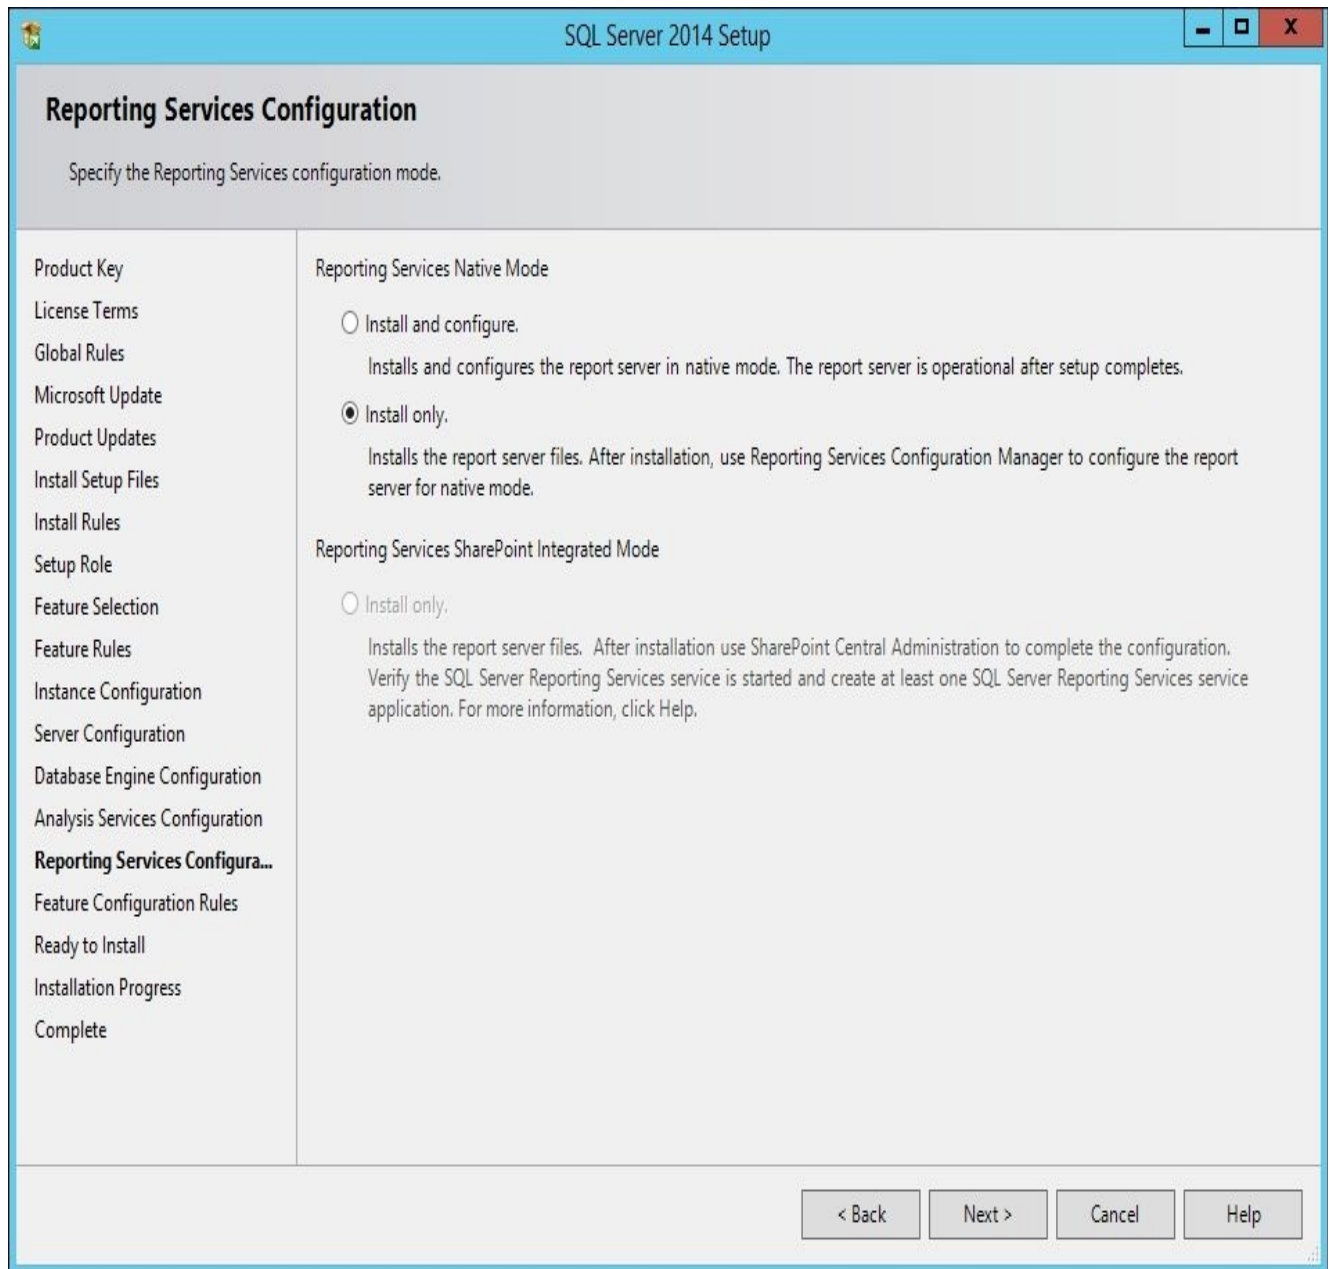 SQL Server 2014 Setup
Reporting Services Configuration
Specify the Reporting Services configuration mode.
Product Key
License Terms
Global Rules
Microsoft Update
Product Updates
Install Setup Files
Install Rules
Setup Role
Feature Selection
Feature Rules
Instance Configuration
Server Configuration
Database Engine Configuration
Analysis Services Configuration
Reporting Services Configura...
Feature Configuration Rules
Ready to Install
Installation Progress
Complete
Reporting Services Native Mode
Install and configure.
Installs and configures the report server in native mode. The report server is operational after setup completes.
Install only.
Installs the report server files. After installation, use Reporting Services Configuration Manager to configure the report
server for native mode.
Reporting Services SharePoint Integrated Mode
Install only.
Installs the report server files.  After installation use SharePoint Central Administration to complete the configuration.
Verify the SQL Server Reporting Services service is started and create at least one SQL Server Reporting Services service
application. For more information, click Help.
< Back
Next >
Cancel
Help